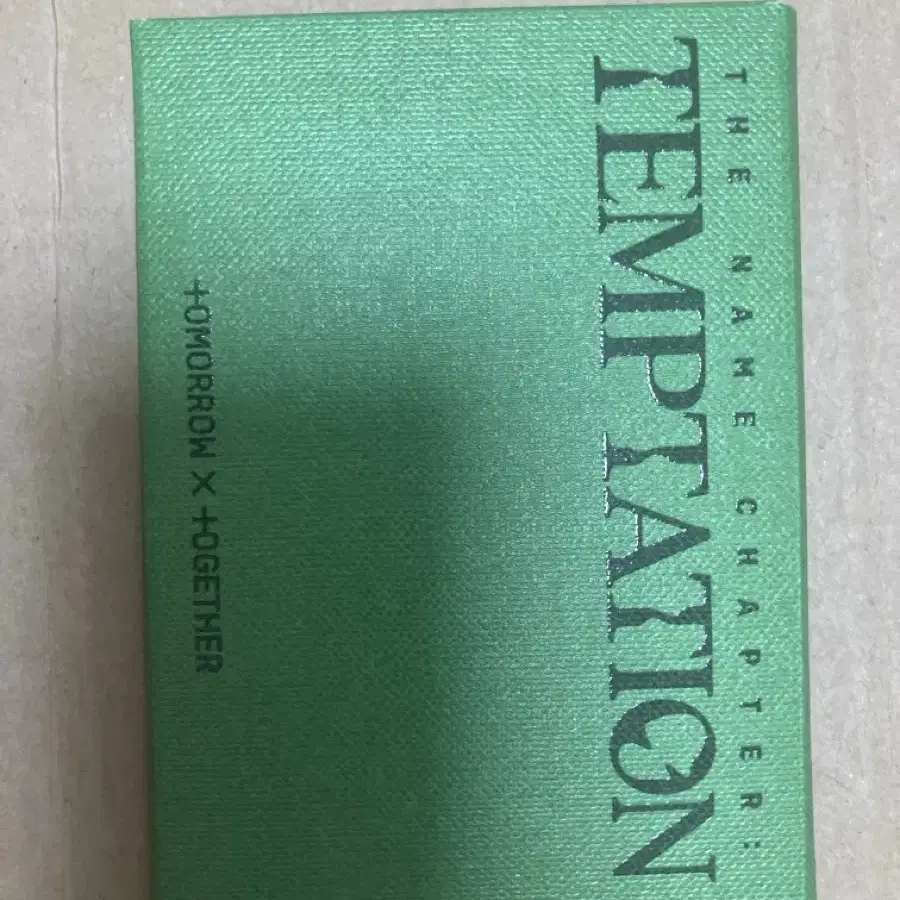 THE NAME CHAPTER:
TEMPTATION
TOMORROW X TOGETHER